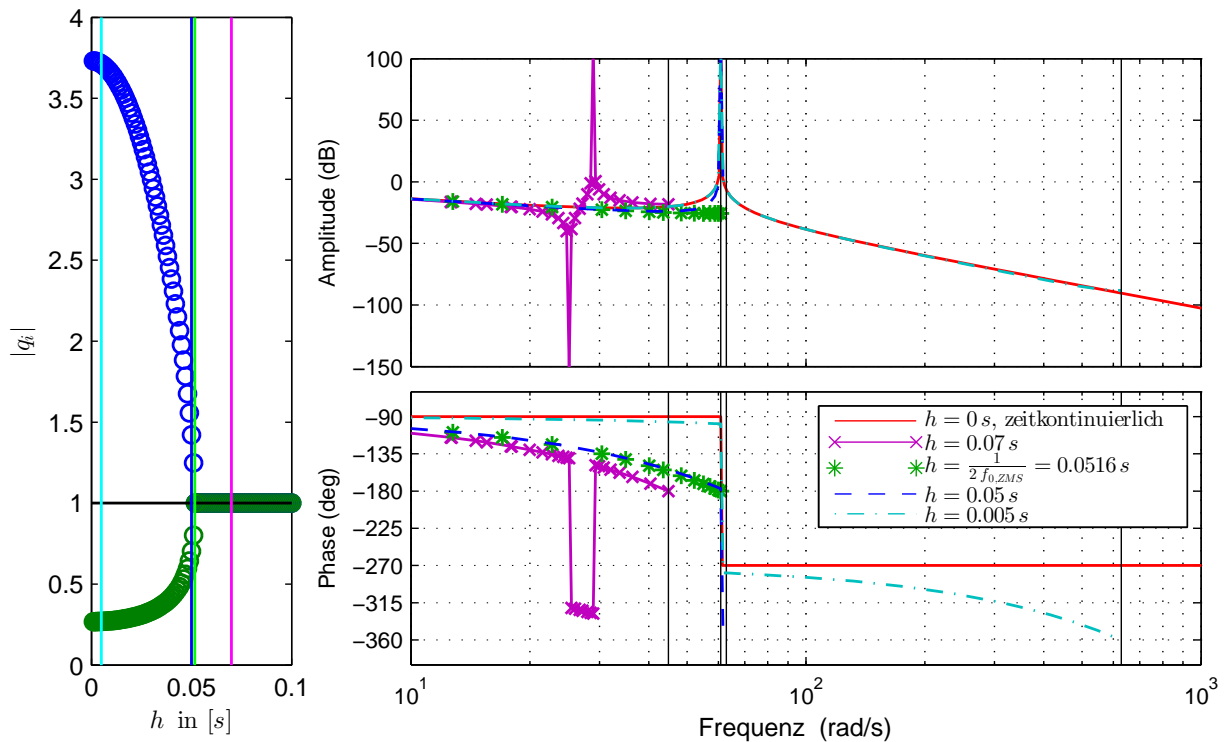 4
3.5
3
2.5
2
1.5
1
0.5
0
|q_i|
0 0.05 0.1
h in [s]
100
50
0
−50
−100
−150
Amplitude (dB)
−90
−135
−180
−225
−270
−315
−360
Phase (deg)
h = 0 s, zeitkontinuierlich
h = 0.07 s
h = \frac{1}{2 f_{0,ZMS}} = 0.0516 s
h = 0.05 s
h = 0.005 s
10^1 10^2 10^3
Frequenz (rad/s)